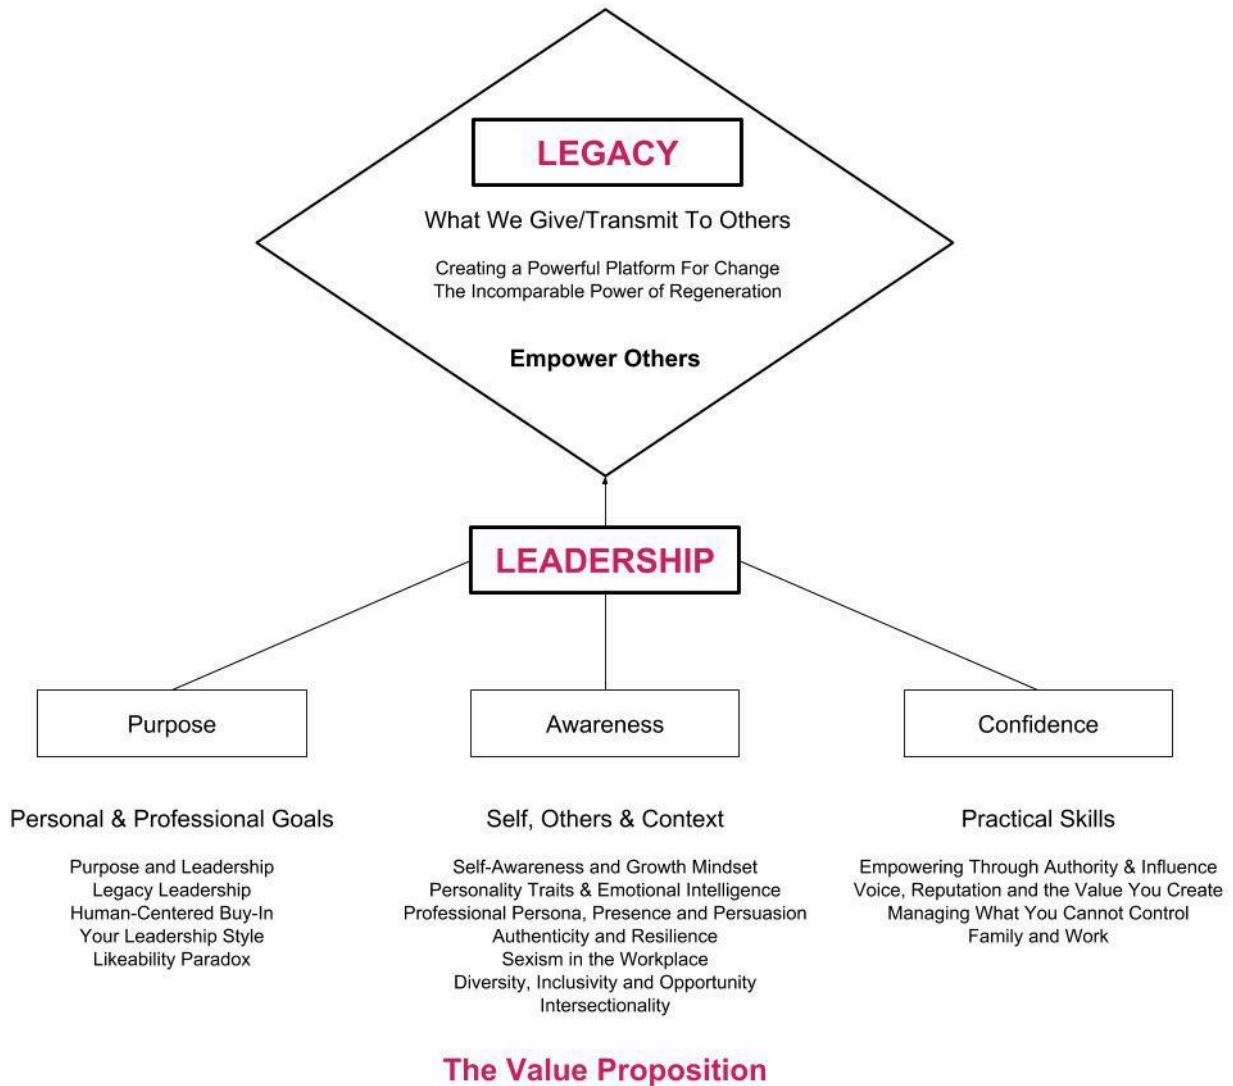 LEGACY
What We Give/Transmit To Others
Creating a Powerful Platform For Change
The Incomparable Power of Regeneration
Empower Others
LEADERSHIP
Purpose
Personal & Professional Goals
Purpose and Leadership
Legacy Leadership
Human-Centered Buy-In
Your Leadership Style
Likeability Paradox
Awareness
Self, Others & Context
Self-Awareness and Growth Mindset
Personality Traits & Emotional Intelligence
Professional Persona, Presence and Persuasion
Authenticity and Resilience
Sexism in the Workplace
Diversity, Inclusivity and Opportunity
Intersectionality
Confidence
Practical Skills
Empowering Through Authority & Influence
Voice, Reputation and the Value You Create
Managing What You Cannot Control
Family and Work
The Value Proposition